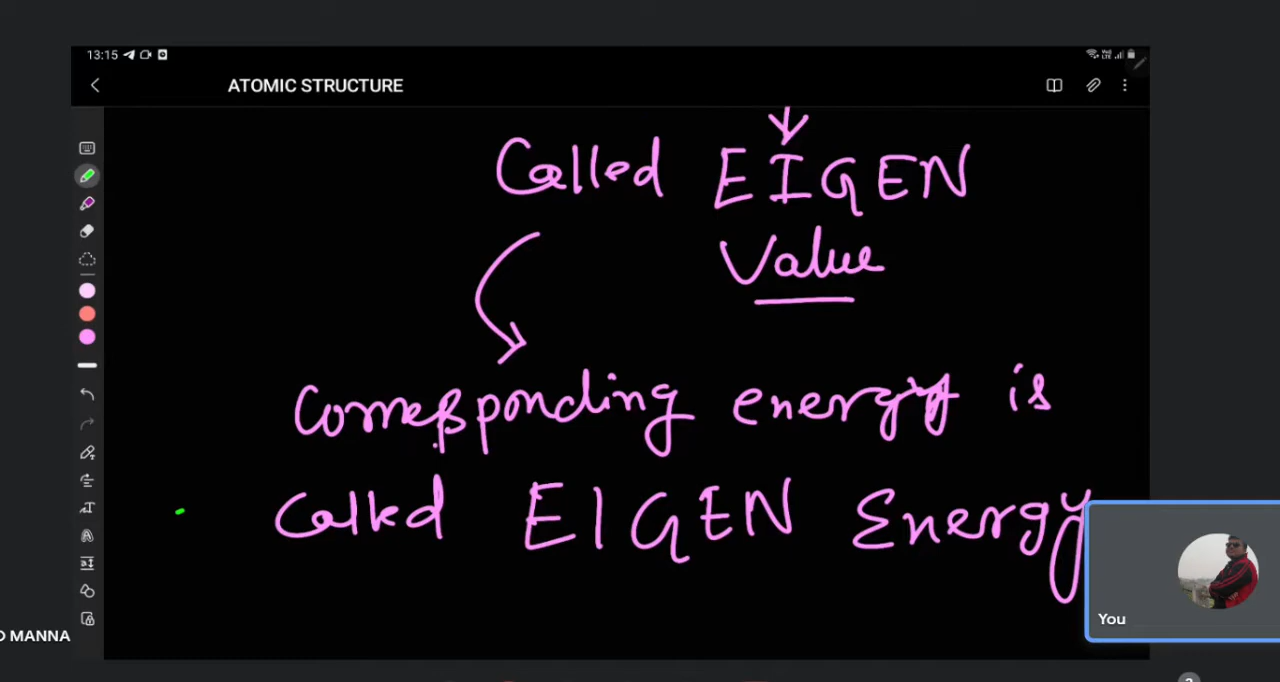 13:15
ATOMIC STRUCTURE
Called EIGEN
Value
Corresponding energy is
Called EIGEN Energy
You
O MANNA